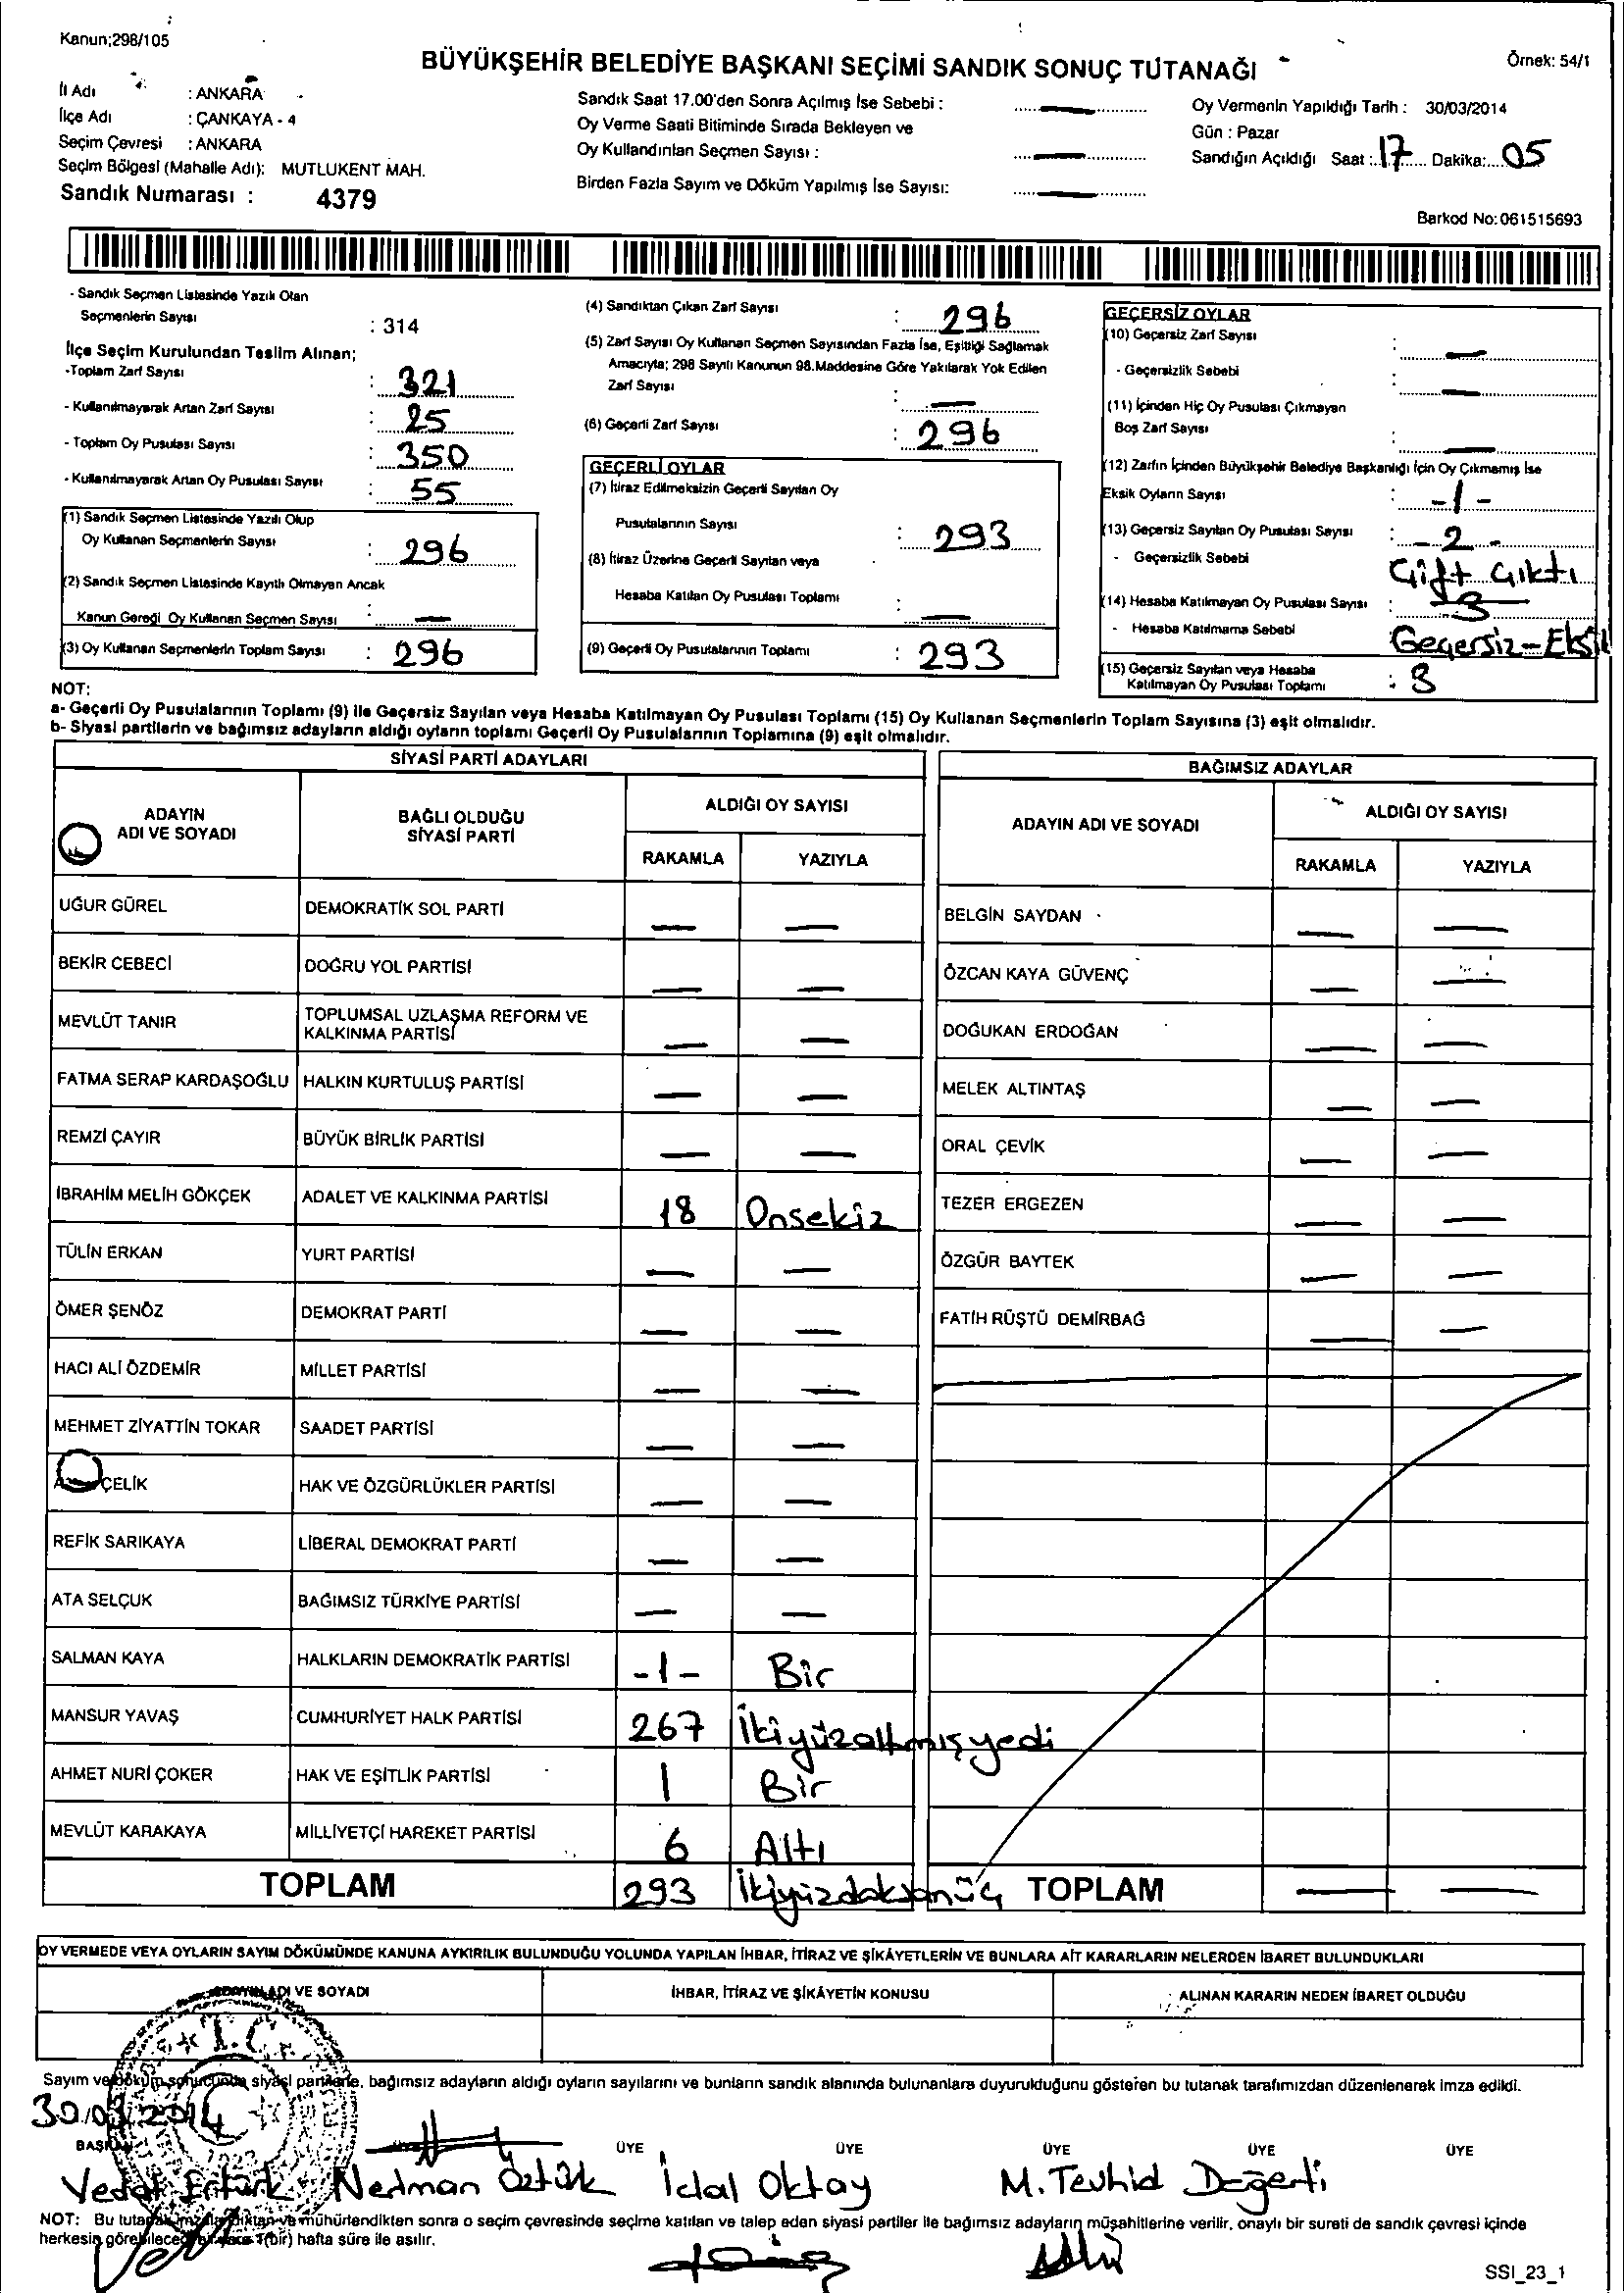 Kanun;298/105
BÜYÜKŞEHİR BELEDİYE BAŞKANI SEÇİMİ SANDIK SONUÇ TUTANAĞI
Örnek: 54/1
İl Adı : ANKARA
İlçe Adı : ÇANKAYA - 4
Seçim Çevresi : ANKARA
Seçim Bölgesi (Mahalle Adı): MUTLUKENT MAH.
Sandık Numarası : 4379
Sandık Saat 17.00'den Sonra Açılmış İse Sebebi :
Oy Verme Saati Bitiminde Sırada Bekleyen ve
Oy Kullandırılan Seçmen Sayısı :
Birden Fazla Sayım ve Döküm Yapılmış İse Sayısı:
Oy Vermenin Yapıldığı Tarih : 30/03/2014
Gün : Pazar
Sandığın Açıldığı Saat : 17 Dakika: 05
Barkod No: 061515693
- Sandık Seçmen Listesinde Yazılı Olan
Seçmenlerin Sayısı : 314
İlçe Seçim Kurulundan Teslim Alınan;
-Toplam Zarf Sayısı : 321
- Kullanılmayarak Artan Zarf Sayısı : 25
- Toplam Oy Pusulası Sayısı : 350
- Kullanılmayarak Artan Oy Pusulası Sayısı : 55
(1) Sandık Seçmen Listesinde Yazılı Olup
Oy Kullanan Seçmenlerin Sayısı : 296
(2) Sandık Seçmen Listesinde Kayıtlı Olmayan Ancak
Kanun Gereği Oy Kullanan Seçmen Sayısı : —
(3) Oy Kullanan Seçmenlerin Toplam Sayısı : 296
(4) Sandıktan Çıkan Zarf Sayısı : 296
(5) Zarf Sayısı Oy Kullanan Seçmen Sayısından Fazla İse, Eşitliği Sağlamak
Amacıyla; 298 Sayılı Kanunun 98.Maddesine Göre Yakılarak Yok Edilen
Zarf Sayısı : —
(6) Geçerli Zarf Sayısı : 296
GEÇERLİ OYLAR
(7) İtiraz Edilmeksizin Geçerli Sayılan Oy
Pusulalarının Sayısı : 293
(8) İtiraz Üzerine Geçerli Sayılan veya
Hesaba Katılan Oy Pusulası Toplamı : —
(9) Geçerli Oy Pusulalarının Toplamı : 293
GEÇERSİZ OYLAR
(10) Geçersiz Zarf Sayısı : —
- Geçersizlik Sebebi : —
(11) İçinden Hiç Oy Pusulası Çıkmayan
Boş Zarf Sayısı : —
(12) Zarfın İçinden Büyükşehir Belediye Başkanlığı İçin Oy Çıkmamış İse
Eksik Oyların Sayısı : -1-
(13) Geçersiz Sayılan Oy Pusulası Sayısı : -2-
- Geçersizlik Sebebi Çift Çıktı
(14) Hesaba Katılmayan Oy Pusulası Sayısı : 3
- Hesaba Katılmama Sebebi Geçersiz-Eksik
(15) Geçersiz Sayılan veya Hesaba
Katılmayan Oy Pusulası Toplamı : 3
NOT:
a- Geçerli Oy Pusulalarının Toplamı (9) ile Geçersiz Sayılan veya Hesaba Katılmayan Oy Pusulası Toplamı (15) Oy Kullanan Seçmenlerin Toplam Sayısına (3) eşit olmalıdır.
b- Siyasi partilerin ve bağımsız adayların aldığı oyların toplamı Geçerli Oy Pusulalarının Toplamına (9) eşit olmalıdır.
SİYASİ PARTİ ADAYLARI
ADAYIN ADI VE SOYADI BAĞLI OLDUĞU SİYASİ PARTİ ALDIĞI OY SAYISI
RAKAMLA YAZIYLA
UĞUR GÜREL DEMOKRATİK SOL PARTİ — —
BEKİR CEBECİ DOĞRU YOL PARTİSİ — —
MEVLÜT TANIR TOPLUMSAL UZLAŞMA REFORM VE KALKINMA PARTİSİ — —
FATMA SERAP KARDAŞOĞLU HALKIN KURTULUŞ PARTİSİ — —
REMZİ ÇAYIR BÜYÜK BİRLİK PARTİSİ — —
İBRAHİM MELİH GÖKÇEK ADALET VE KALKINMA PARTİSİ 18 Onsekiz
TÜLİN ERKAN YURT PARTİSİ — —
ÖMER ŞENÖZ DEMOKRAT PARTİ — —
HACI ALİ ÖZDEMİR MİLLET PARTİSİ — —
MEHMET ZİYATTİN TOKAR SAADET PARTİSİ — —
ÇELİK HAK VE ÖZGÜRLÜKLER PARTİSİ — —
REFİK SARIKAYA LİBERAL DEMOKRAT PARTİ — —
ATA SELÇUK BAĞIMSIZ TÜRKİYE PARTİSİ — —
SALMAN KAYA HALKLARIN DEMOKRATİK PARTİSİ -1- Bir
MANSUR YAVAŞ CUMHURİYET HALK PARTİSİ 267 İkiyüzaltmışyedi
AHMET NURİ ÇOKER HAK VE EŞİTLİK PARTİSİ 1 Bir
MEVLÜT KARAKAYA MİLLİYETÇİ HAREKET PARTİSİ 6 Altı
TOPLAM 293 İkiyüzdoksanüç
BAĞIMSIZ ADAYLAR
ADAYIN ADI VE SOYADI ALDIĞI OY SAYISI
RAKAMLA YAZIYLA
BELGİN SAYDAN — —
ÖZCAN KAYA GÜVENÇ — —
DOĞUKAN ERDOĞAN — —
MELEK ALTINTAŞ — —
ORAL ÇEVİK — —
TEZER ERGEZEN — —
ÖZGÜR BAYTEK — —
FATİH RÜŞTÜ DEMİRBAĞ — —
TOPLAM — —
OY VERMEDE VEYA OYLARIN SAYIM DÖKÜMÜNDE KANUNA AYKIRILIK BULUNDUĞU YOLUNDA YAPILAN İHBAR, İTİRAZ VE ŞİKÂYETLERİN VE BUNLARA AİT KARARLARIN NELERDEN İBARET BULUNDUKLARI
ADI VE SOYADI İHBAR, İTİRAZ VE ŞİKÂYETİN KONUSU ALINAN KARARIN NEDEN İBARET OLDUĞU
T.C.
Sayım ve döküm sonucunda siyasi partilerle, bağımsız adayların aldığı oyların sayılarını ve bunların sandık alanında bulunanlara duyurulduğunu gösteren bu tutanak tarafımızdan düzenlenerek imza edildi.
30/03/2014
BAŞKAN ÜYE ÜYE ÜYE ÜYE ÜYE
Vedat Ertürk Neriman Öztürk İclal Oktay M. Tevhid Değerli
NOT: Bu tutanak imzalandıktan ve mühürlendikten sonra o seçim çevresinde seçime katılan ve talep eden siyasi partiler ile bağımsız adayların müşahitlerine verilir, onaylı bir sureti de sandık çevresi içinde
herkesin görebileceği bir yere 1(bir) hafta süre ile asılır.
SSI_23_1